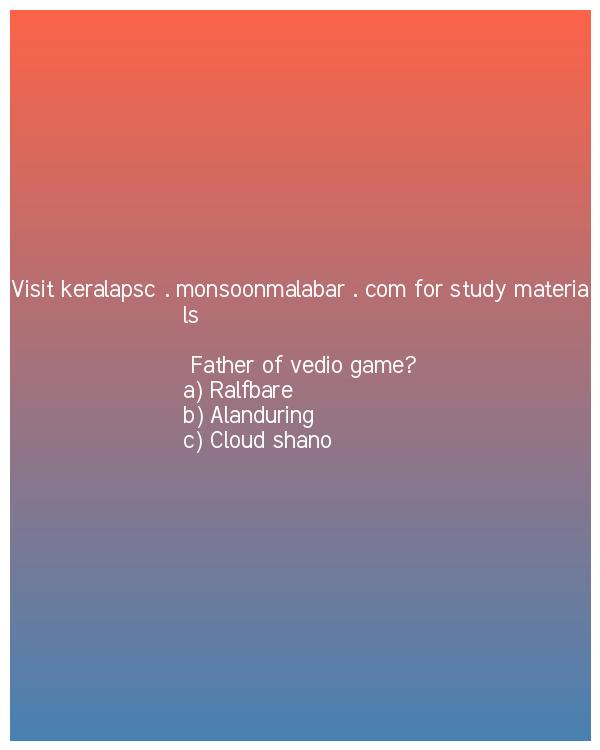 Visit keralapsc . monsoonmalabar . com for study materia
ls
Father of vedio game?
a) Ralfbare
b) Alanduring
c) Cloud shano